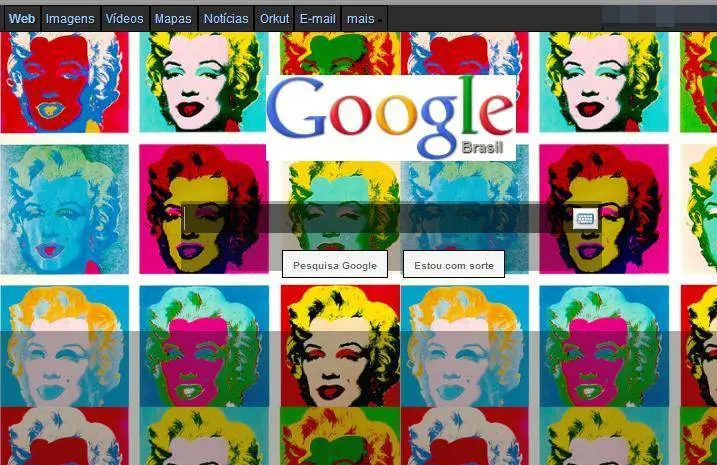 Web Imagens Vídeos Mapas Notícias Orkut E-mail mais
Google
Brasil
Pesquisa Google Estou com sorte